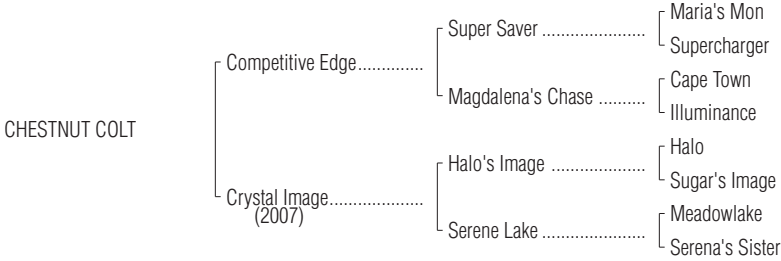 Maria's Mon
Super Saver ......................
Supercharger
Competitive Edge..............
Cape Town
Magdalena's Chase ..........
Illuminance
CHESTNUT COLT
Halo
Halo's Image ....................
Sugar's Image
Crystal Image....................
(2007)
Meadowlake
Serene Lake ......................
Serena's Sister